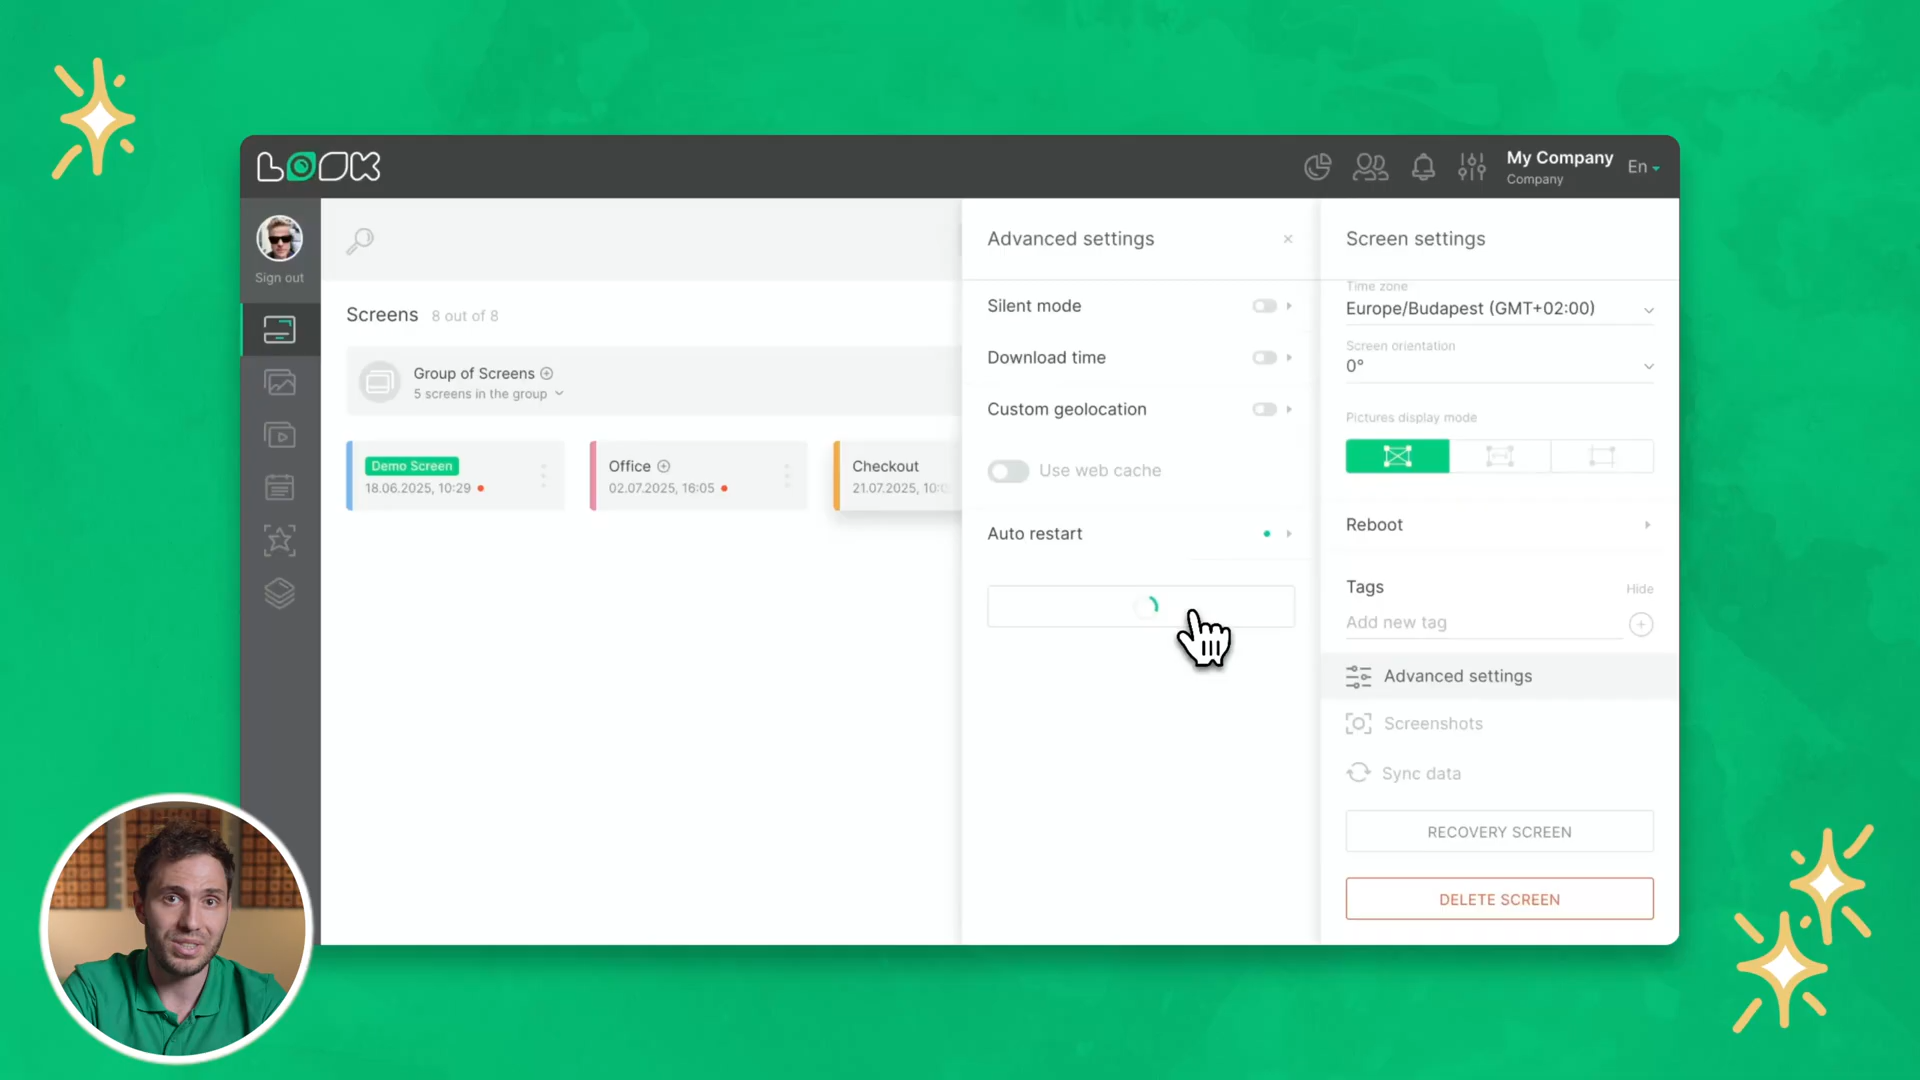 LOOK
My Company
Company
En
Sign out
Screens 8 out of 8
Group of Screens
5 screens in the group
Demo Screen
18.06.2025, 10:29
Office
02.07.2025, 16:05
Checkout
21.07.2025, 10:0
Advanced settings
Silent mode
Download time
Custom geolocation
Use web cache
Auto restart
Screen settings
Time zone
Europe/Budapest (GMT+02:00)
Screen orientation
0°
Pictures display mode
Reboot
Tags
Hide
Add new tag
Advanced settings
Screenshots
Sync data
RECOVERY SCREEN
DELETE SCREEN